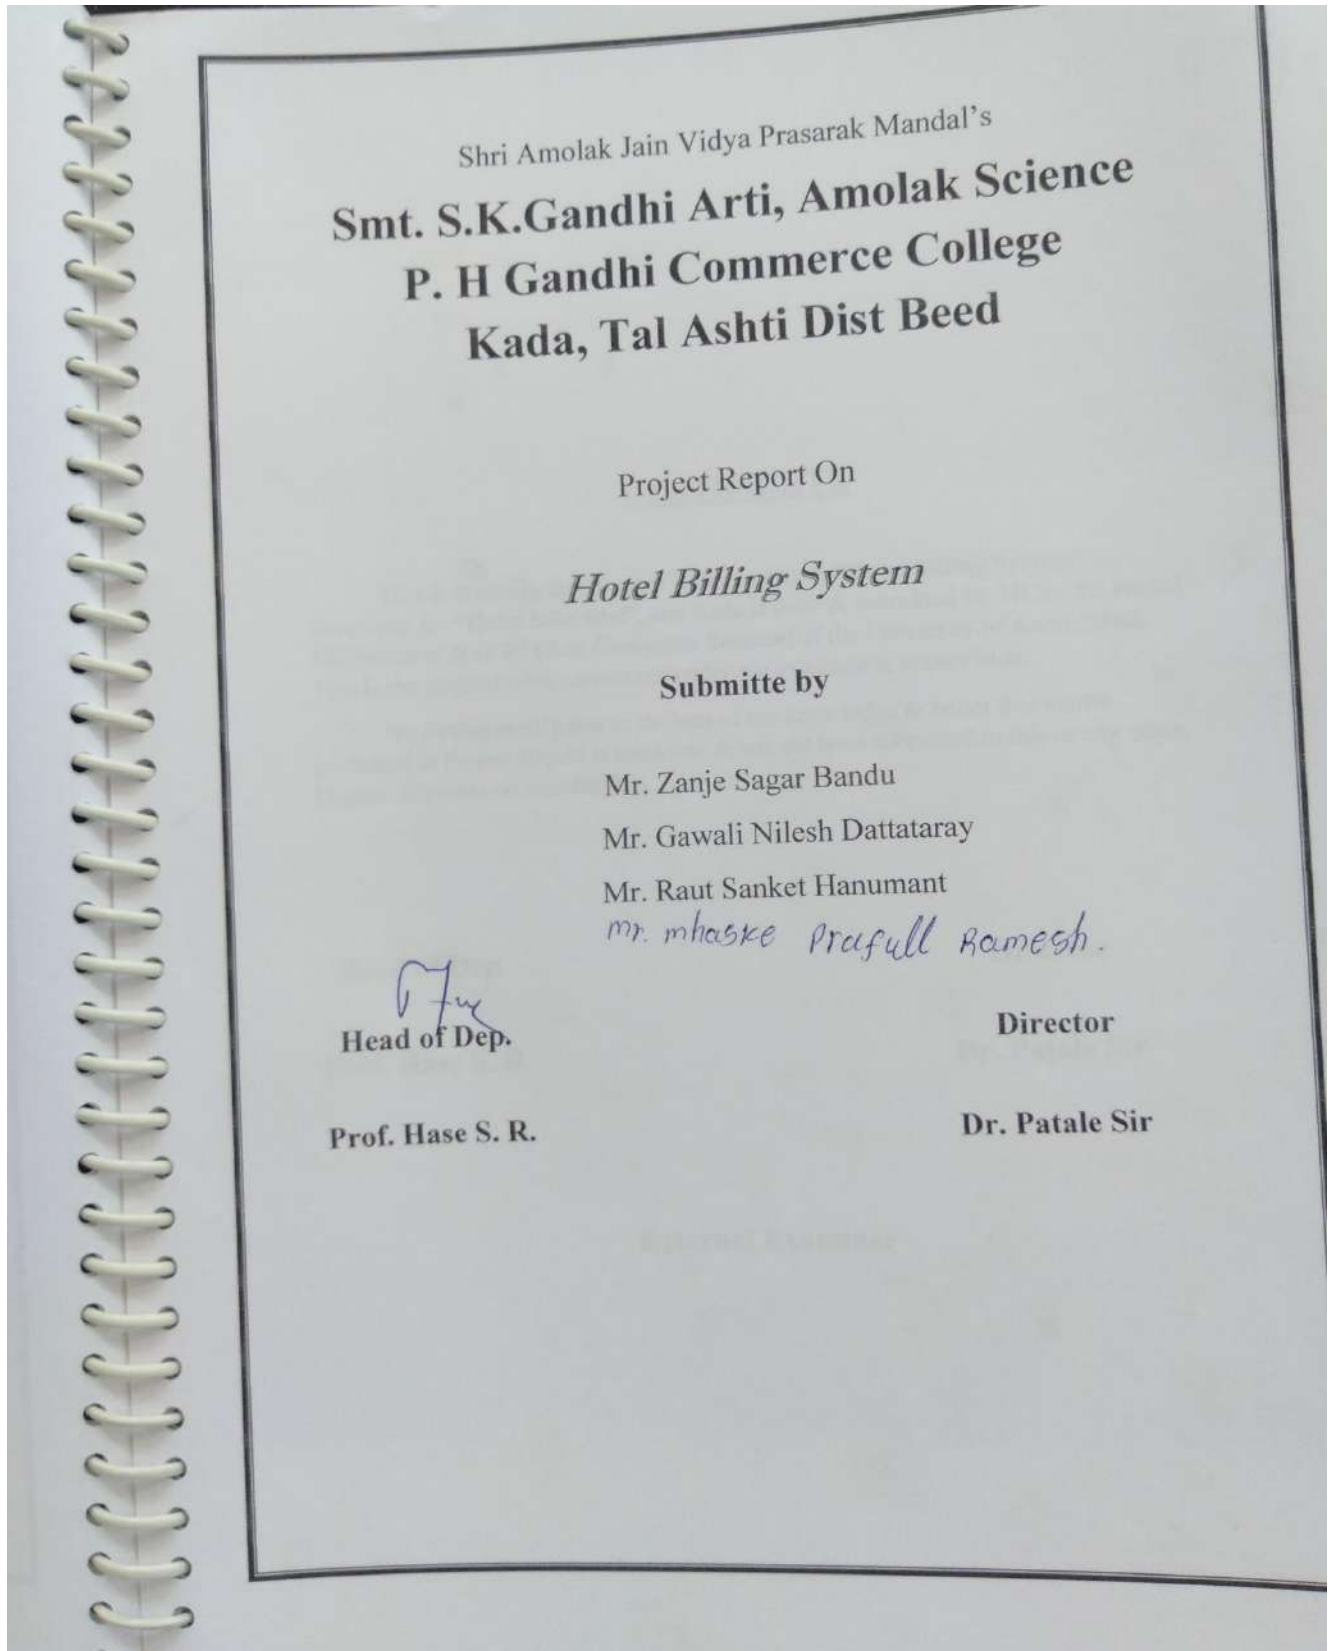 Shri Amolak Jain Vidya Prasarak Mandal's
Smt. S.K.Gandhi Arti, Amolak Science
P. H Gandhi Commerce College
Kada, Tal Ashti Dist Beed
Project Report On
Hotel Billing System
Submitte by
Mr. Zanje Sagar Bandu
Mr. Gawali Nilesh Dattataray
Mr. Raut Sanket Hanumant
mr. mhaske Prafull Ramesh.
Head of Dep. Director
Prof. Hase S. R. Dr. Patale Sir